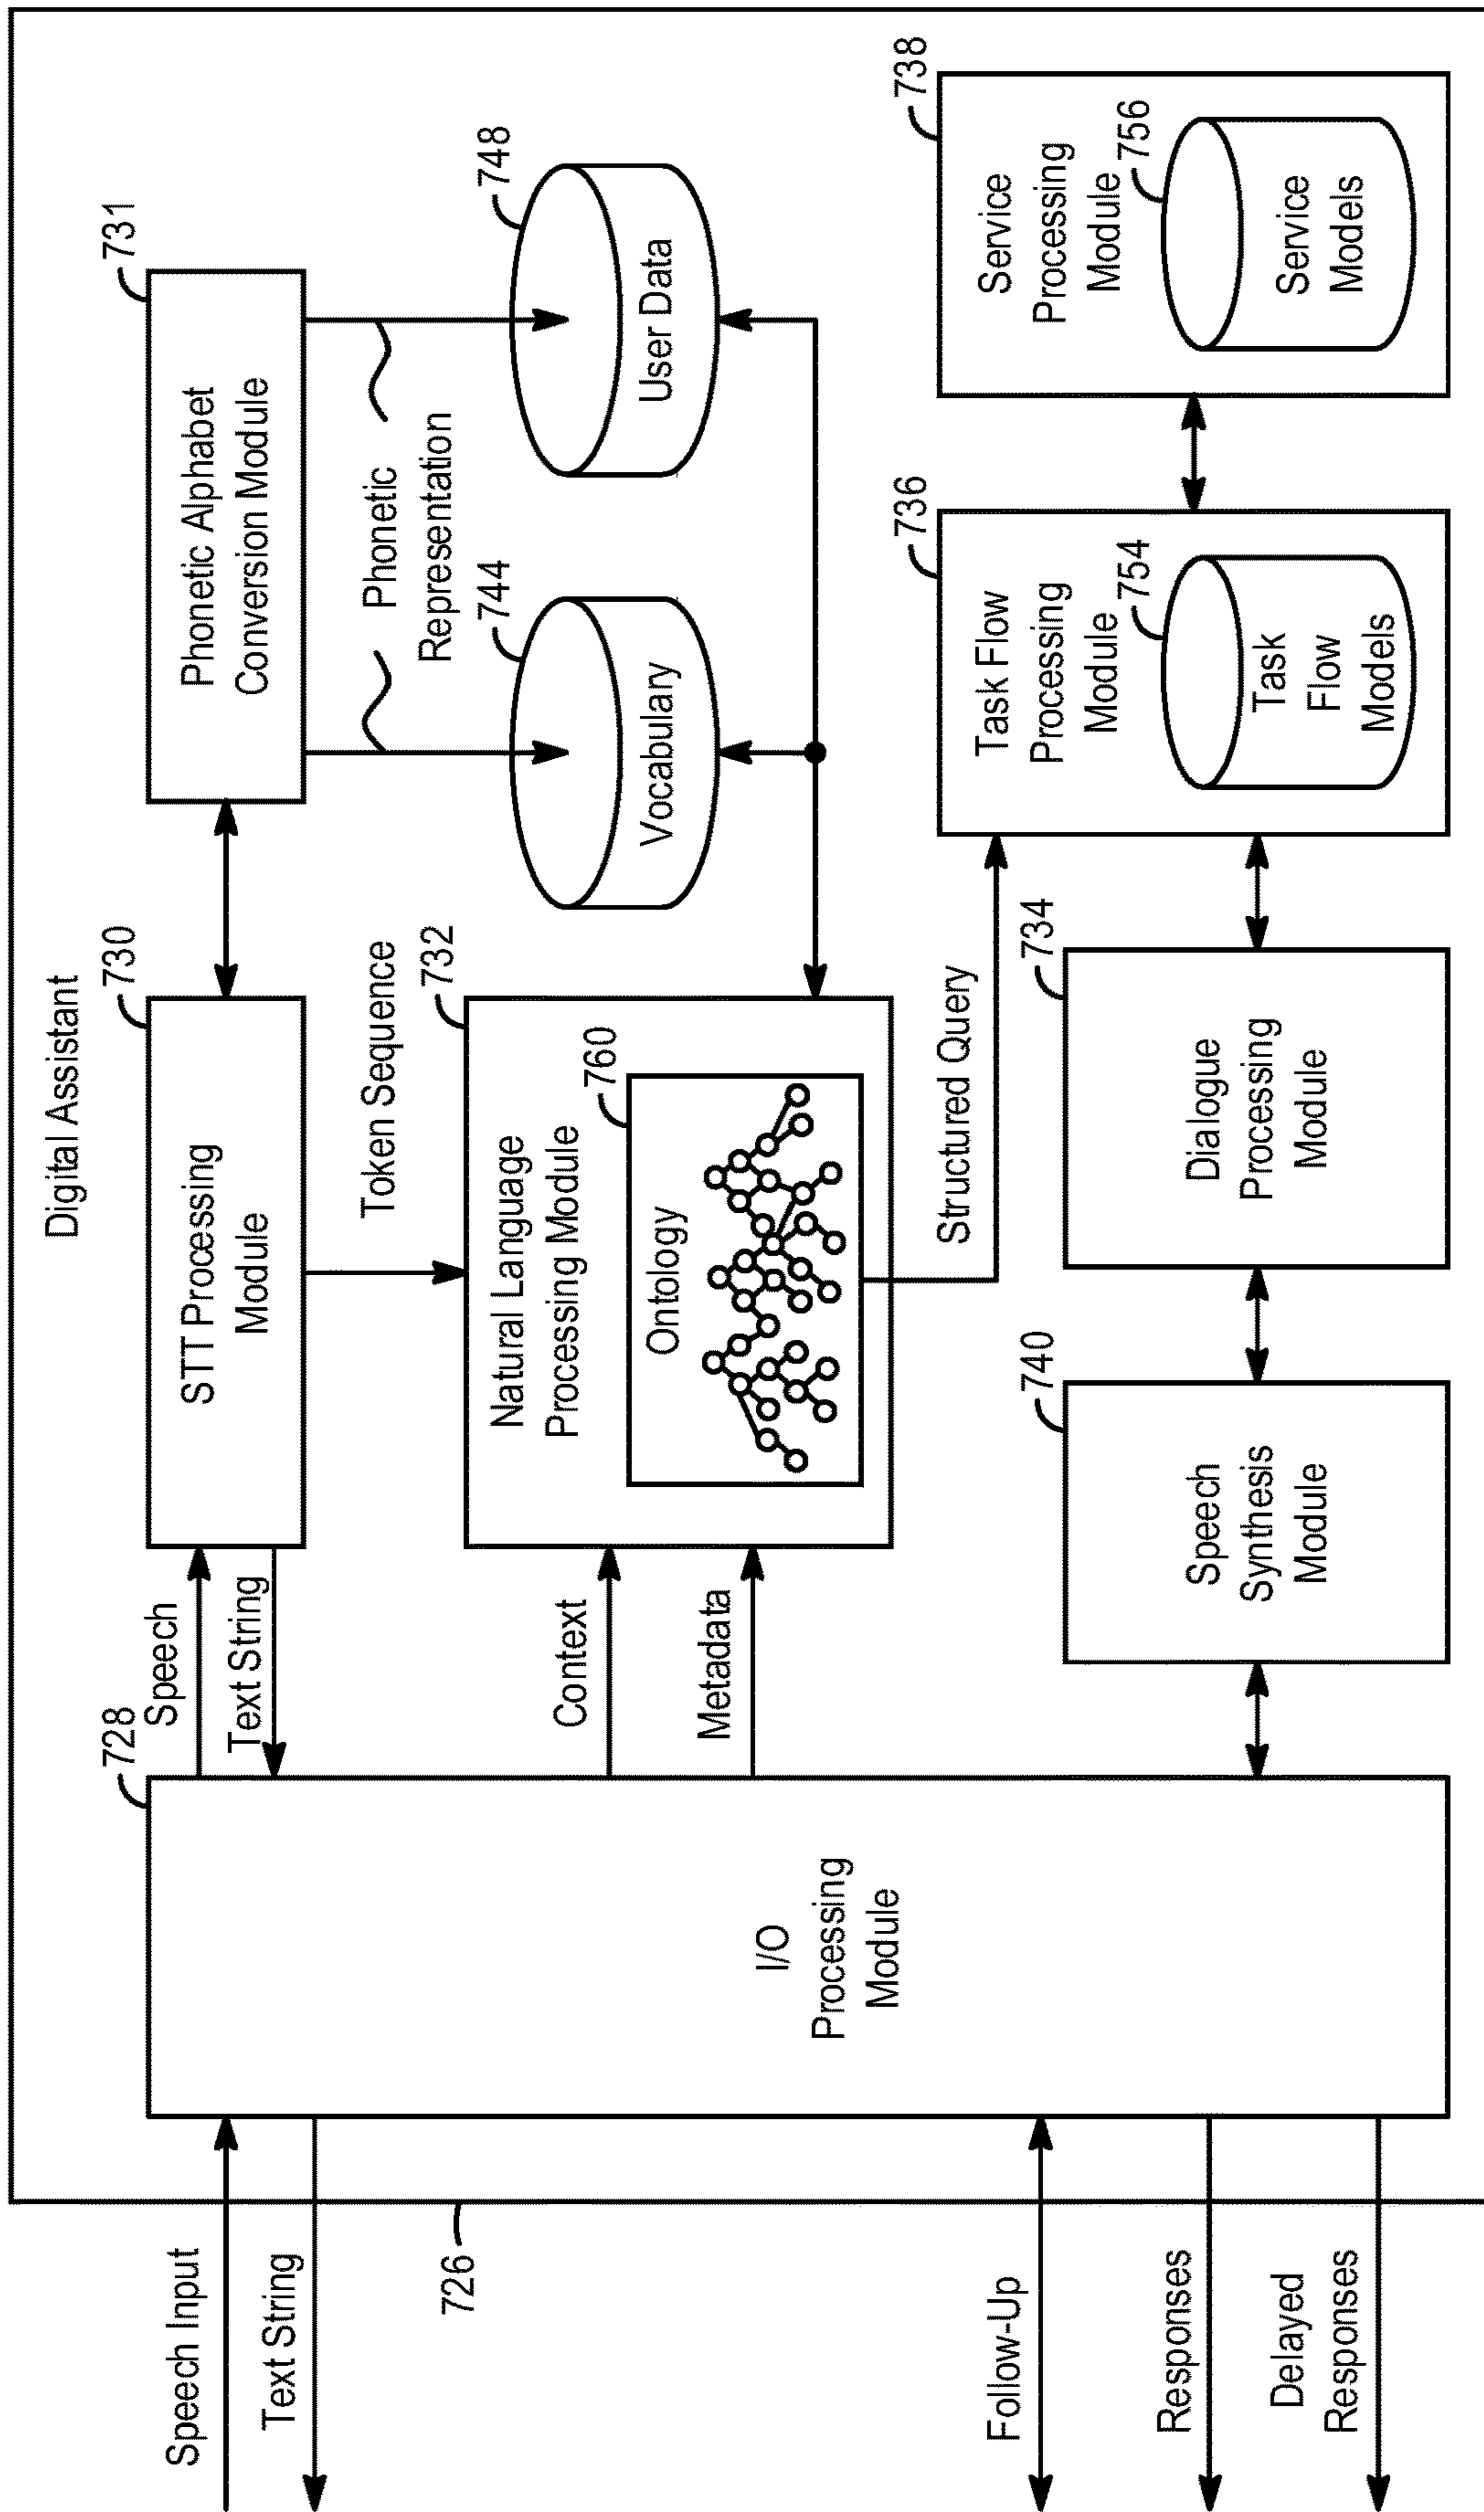 Digital Assistant
728
730
731
Speech Input
Text String
Speech
Text String
STT Processing
Module
Phonetic Alphabet
Conversion Module
Token Sequence
Phonetic
Representation
726
I/O
Processing
Module
Context
Metadata
732
Natural Language
Processing Module
760
Ontology
744
Vocabulary
748
User Data
Structured Query
Follow-Up
Responses
Delayed
Responses
740
Speech
Synthesis
Module
734
Dialogue
Processing
Module
736
Task Flow
Processing
Module
754
Task
Flow
Models
738
Service
Processing
Module
756
Service
Models